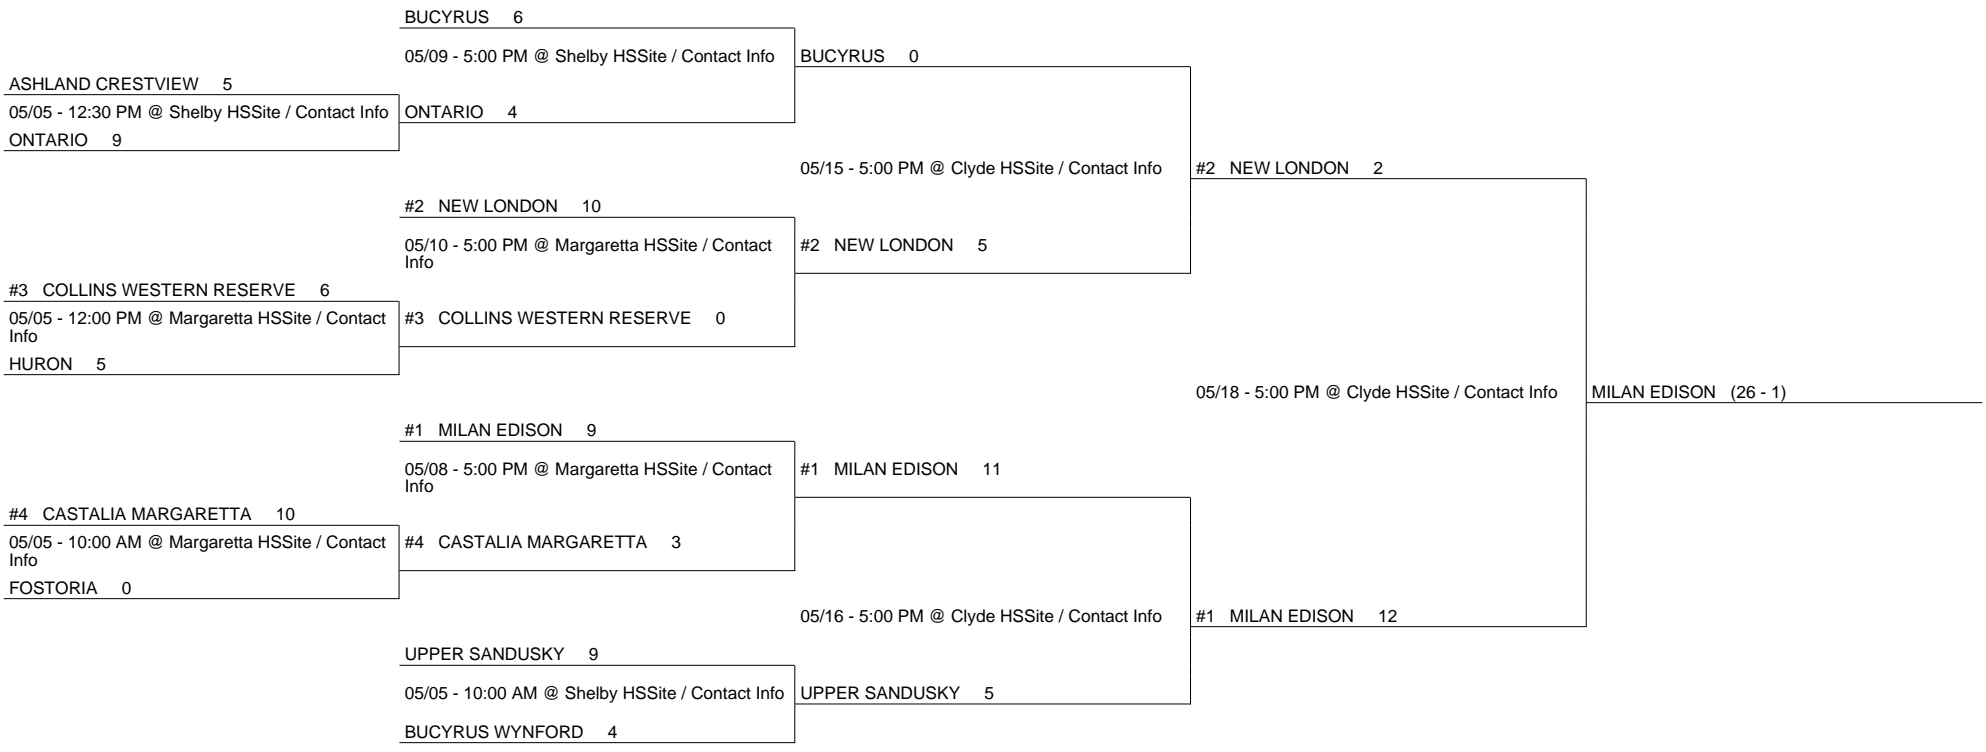 BUCYRUS 6
05/09 - 5:00 PM @ Shelby HSSite / Contact Info
BUCYRUS 0
ASHLAND CRESTVIEW 5
05/05 - 12:30 PM @ Shelby HSSite / Contact Info
ONTARIO 4
ONTARIO 9
05/15 - 5:00 PM @ Clyde HSSite / Contact Info
#2 NEW LONDON 2
#2 NEW LONDON 10
05/10 - 5:00 PM @ Margaretta HSSite / Contact
Info
#2 NEW LONDON 5
#3 COLLINS WESTERN RESERVE 6
05/05 - 12:00 PM @ Margaretta HSSite / Contact
Info
#3 COLLINS WESTERN RESERVE 0
HURON 5
05/18 - 5:00 PM @ Clyde HSSite / Contact Info
MILAN EDISON (26 - 1)
#1 MILAN EDISON 9
05/08 - 5:00 PM @ Margaretta HSSite / Contact
Info
#1 MILAN EDISON 11
#4 CASTALIA MARGARETTA 10
05/05 - 10:00 AM @ Margaretta HSSite / Contact
Info
#4 CASTALIA MARGARETTA 3
FOSTORIA 0
05/16 - 5:00 PM @ Clyde HSSite / Contact Info
#1 MILAN EDISON 12
UPPER SANDUSKY 9
05/05 - 10:00 AM @ Shelby HSSite / Contact Info
UPPER SANDUSKY 5
BUCYRUS WYNFORD 4